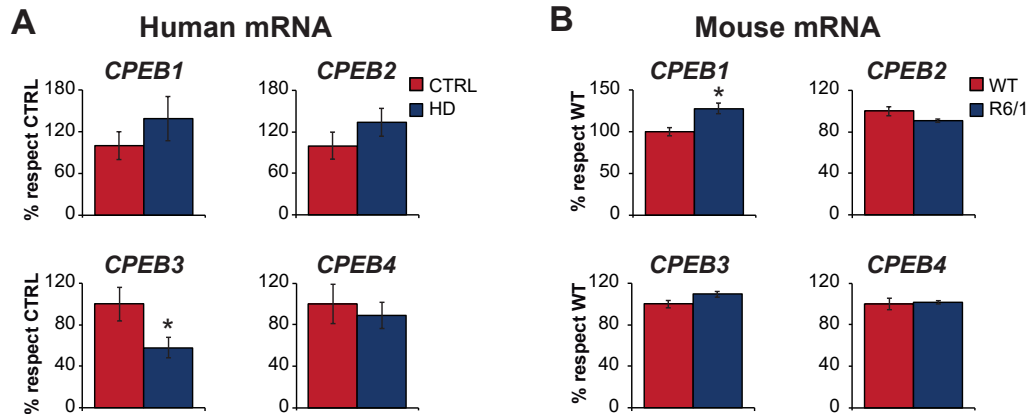 A
Human mRNA
CPEB1
% respect CTRL
180
120
60
0
CPEB2
180
120
60
0
CTRL
HD
CPEB3
% respect CTRL
120
80
40
0
*
CPEB4
120
80
40
0
B
Mouse mRNA
CPEB1
% respect WT
150
100
50
0
*
CPEB2
120
80
40
0
WT
R6/1
CPEB3
% respect WT
120
80
40
0
CPEB4
120
80
40
0